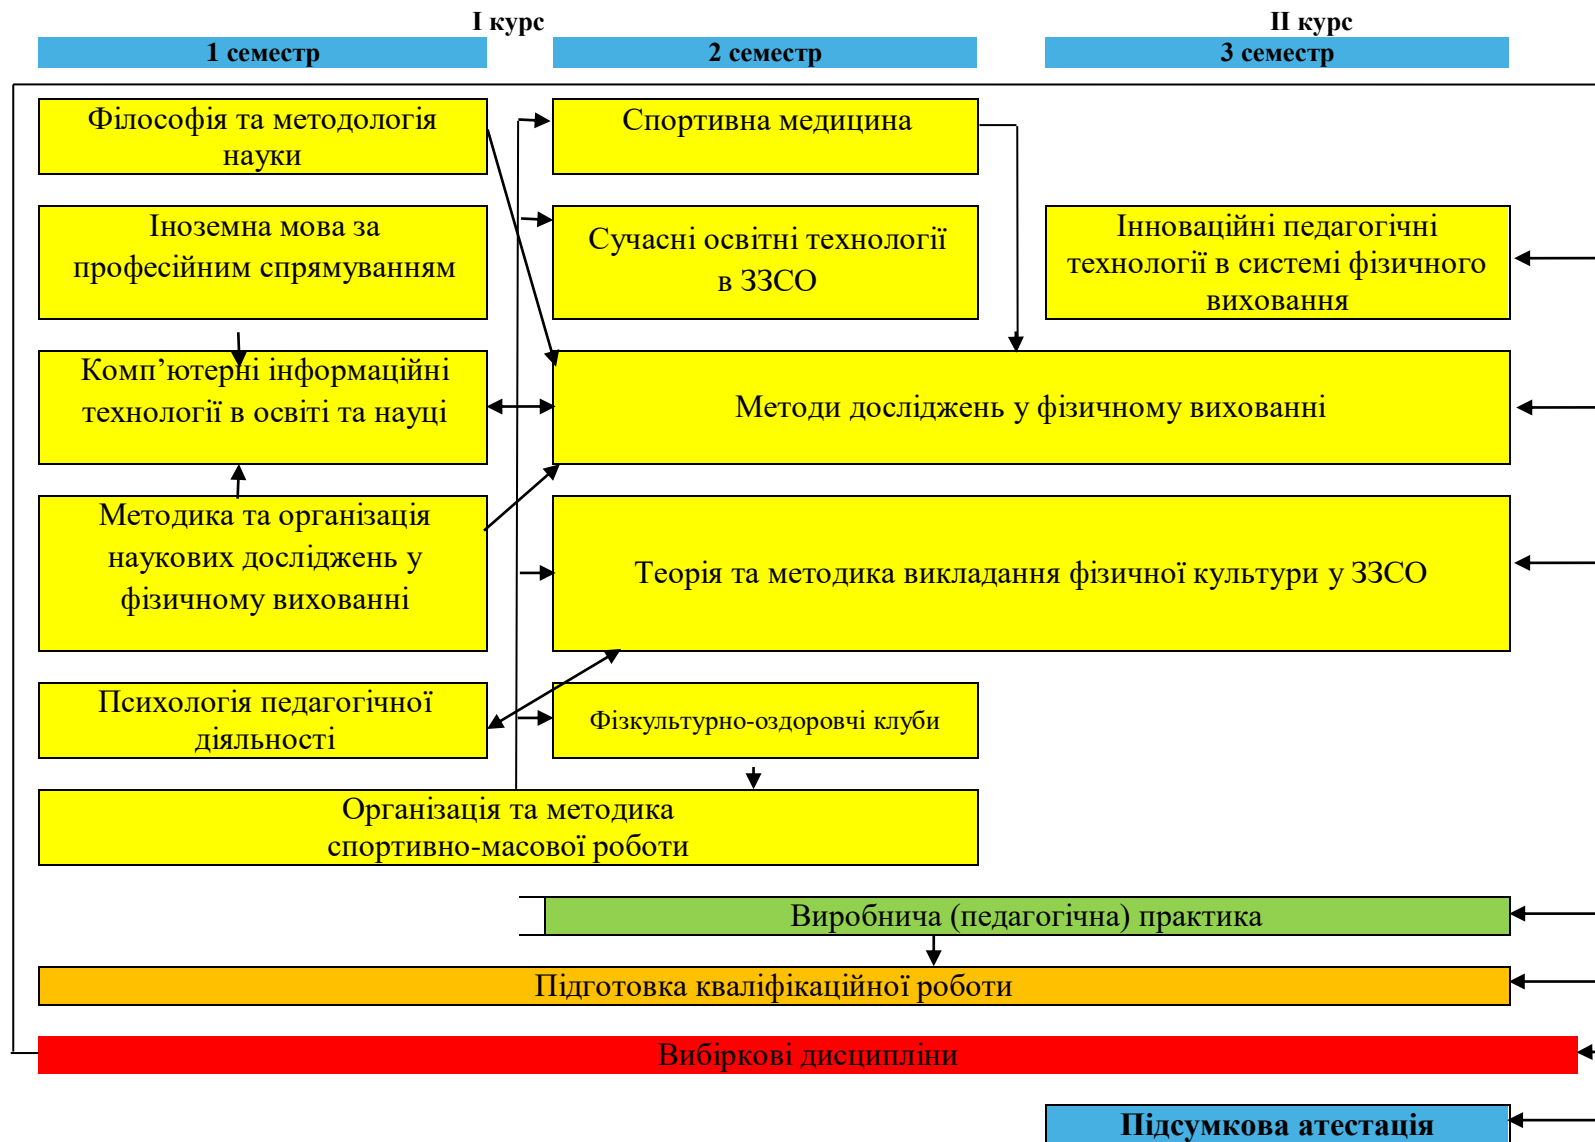 І курс
ІІ курс
1 семестр
2 семестр
3 семестр
Філософія та методологія
науки
Спортивна медицина
Іноземна мова за
професійним спрямуванням
Сучасні освітні технології
в ЗЗСО
Інноваційні педагогічні
технології в системі фізичного
виховання
Комп’ютерні інформаційні
технології в освіті та науці
Методи досліджень у фізичному вихованні
Методика та організація
наукових досліджень у
фізичному вихованні
Теорія та методика викладання фізичної культури у ЗЗСО
Психологія педагогічної
діяльності
Фізкультурно-оздоровчі клуби
Організація та методика
спортивно-масової роботи
Виробнича (педагогічна) практика
Підготовка кваліфікаційної роботи
Вибіркові дисципліни
Підсумкова атестація